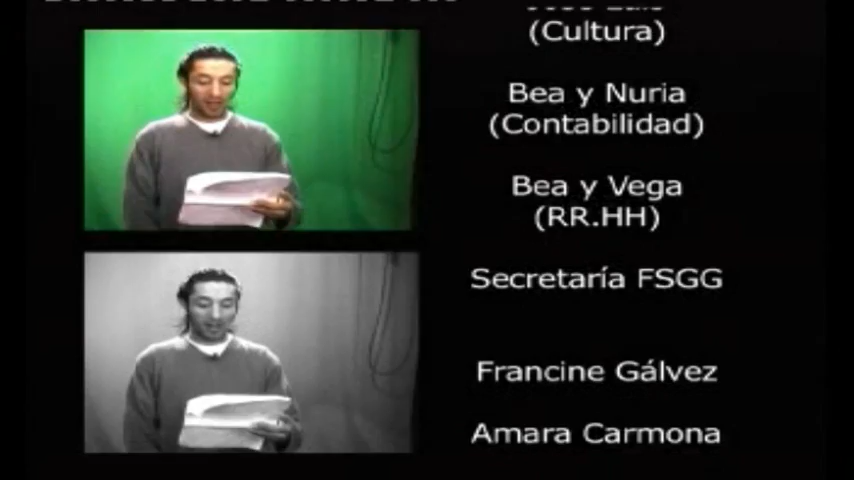 (Cultura)
Bea y Nuria
(Contabilidad)
Bea y Vega
(RR.HH)
Secretaría FSGG
Francine Gálvez
Amara Carmona